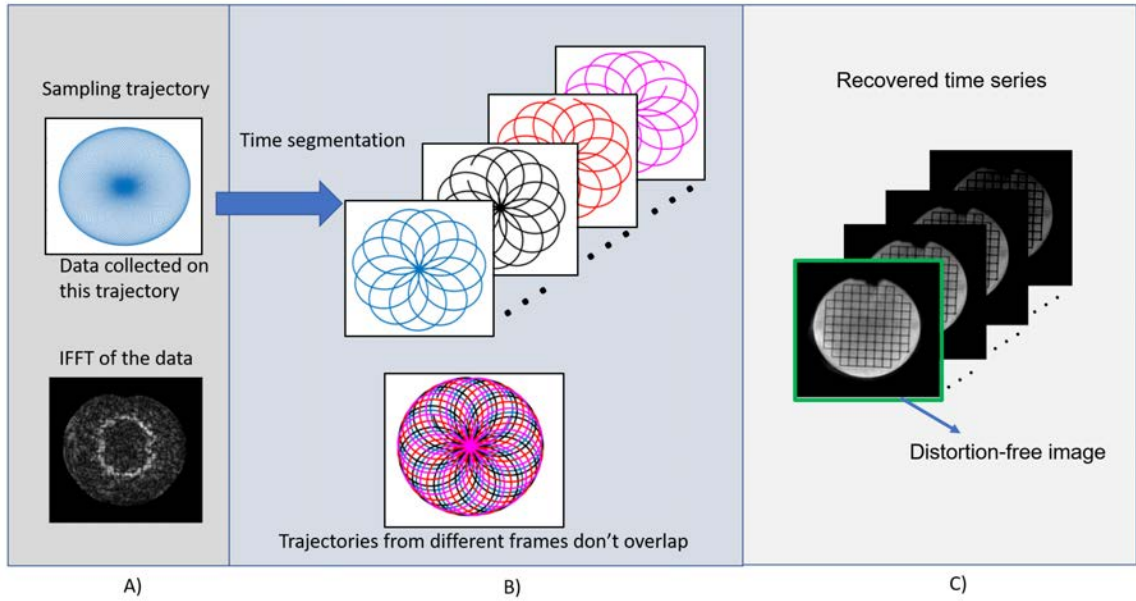 Sampling trajectory
Data collected on
this trajectory
IFFT of the data
A)
Time segmentation
Trajectories from different frames don’t overlap
B)
Recovered time series
Distortion-free image
C)